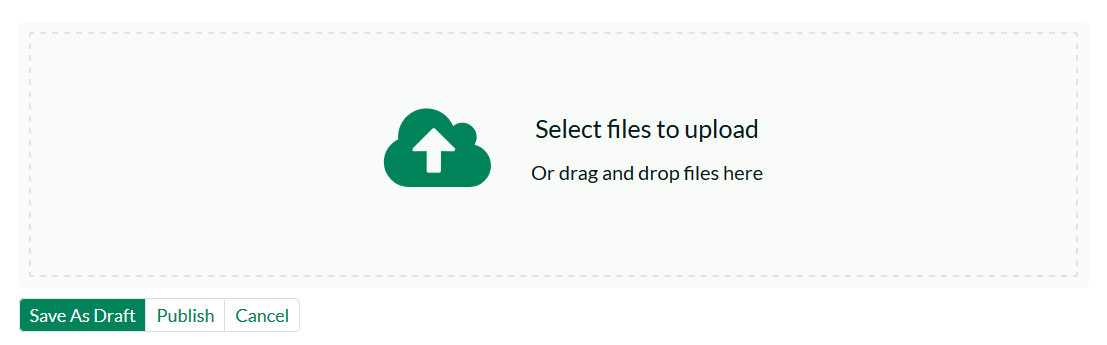 Select files to upload
Or drag and drop files here
Save As Draft Publish Cancel